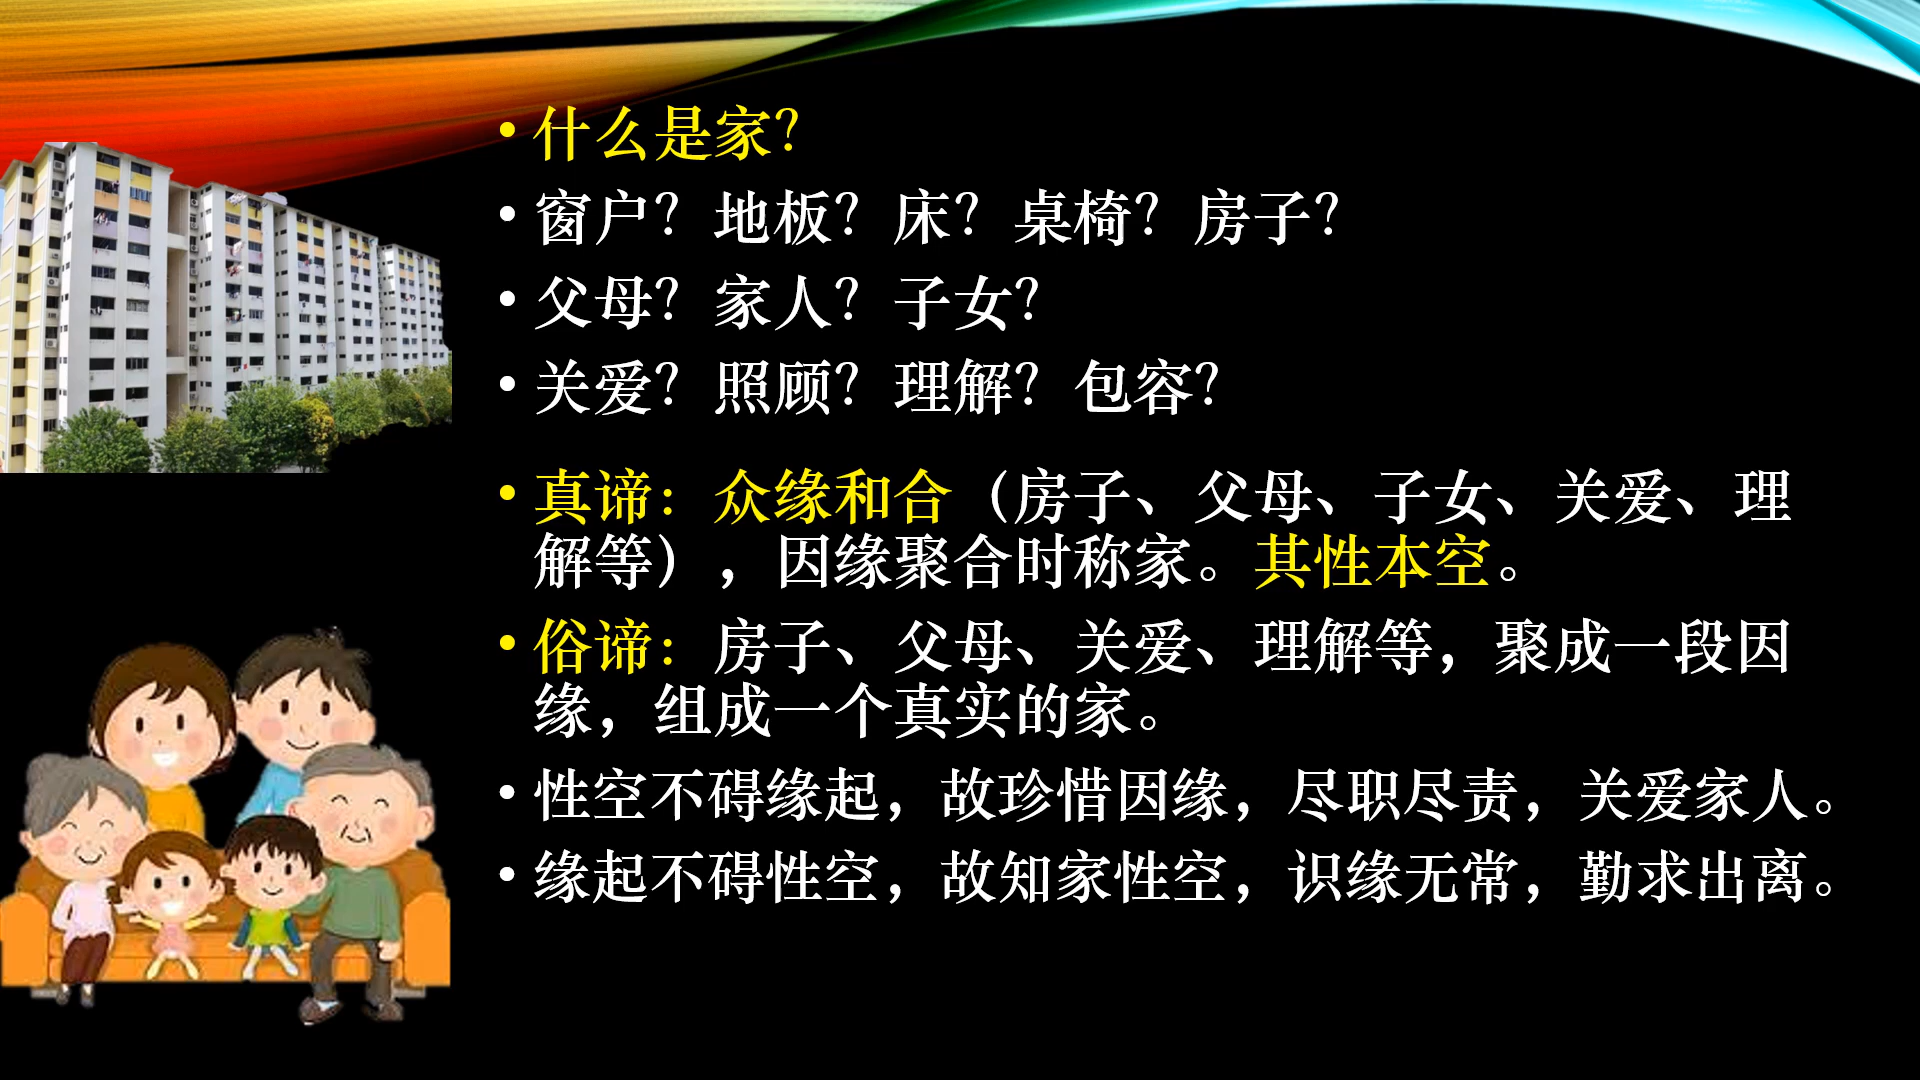 • 什么是家？
• 窗户？地板？床？桌椅？房子？
• 父母？家人？子女？
• 关爱？照顾？理解？包容？
• 真谛：众缘和合（房子、父母、子女、关爱、理
解等），因缘聚合时称家。其性本空。
• 俗谛：房子、父母、关爱、理解等，聚成一段因
缘，组成一个真实的家。
• 性空不碍缘起，故珍惜因缘，尽职尽责，关爱家人。
• 缘起不碍性空，故知家性空，识缘无常，勤求出离。